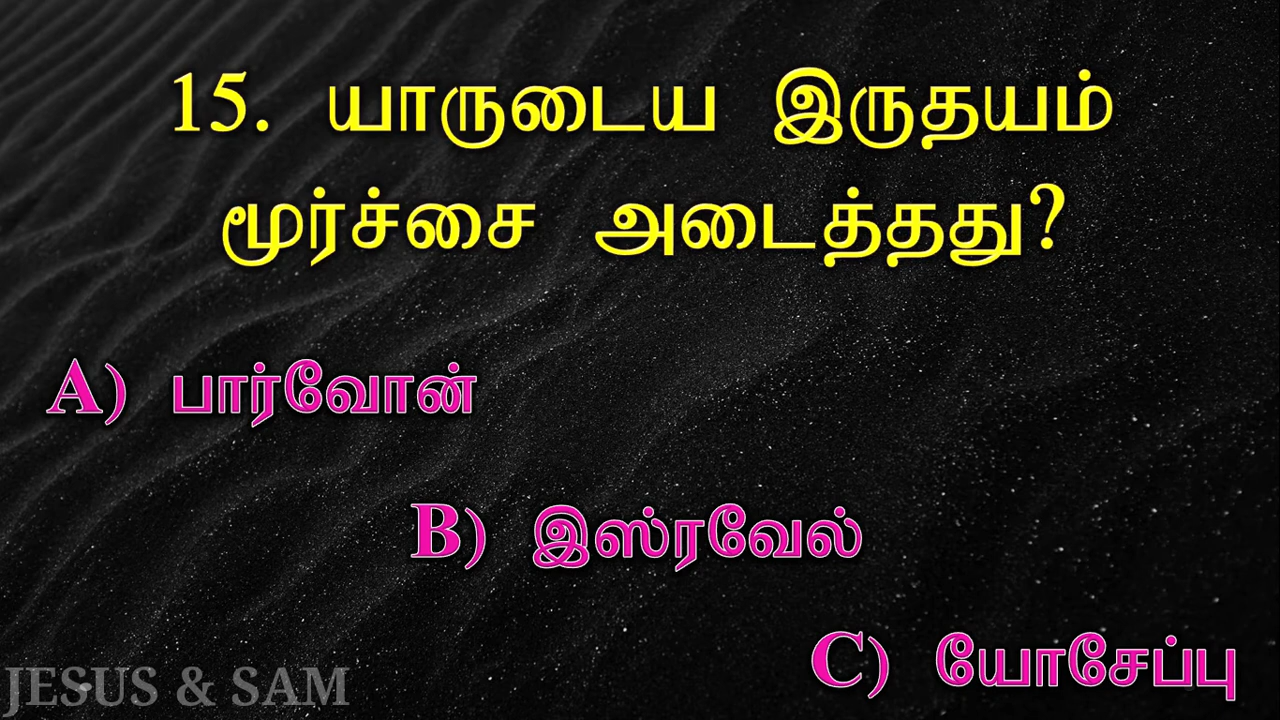 15. யாருடைய இருதயம்
மூர்ச்சை அடைத்தது?
A) பார்வோன்
B) இஸ்ரவேல்
C) யோசேப்பு
JESUS & SAM